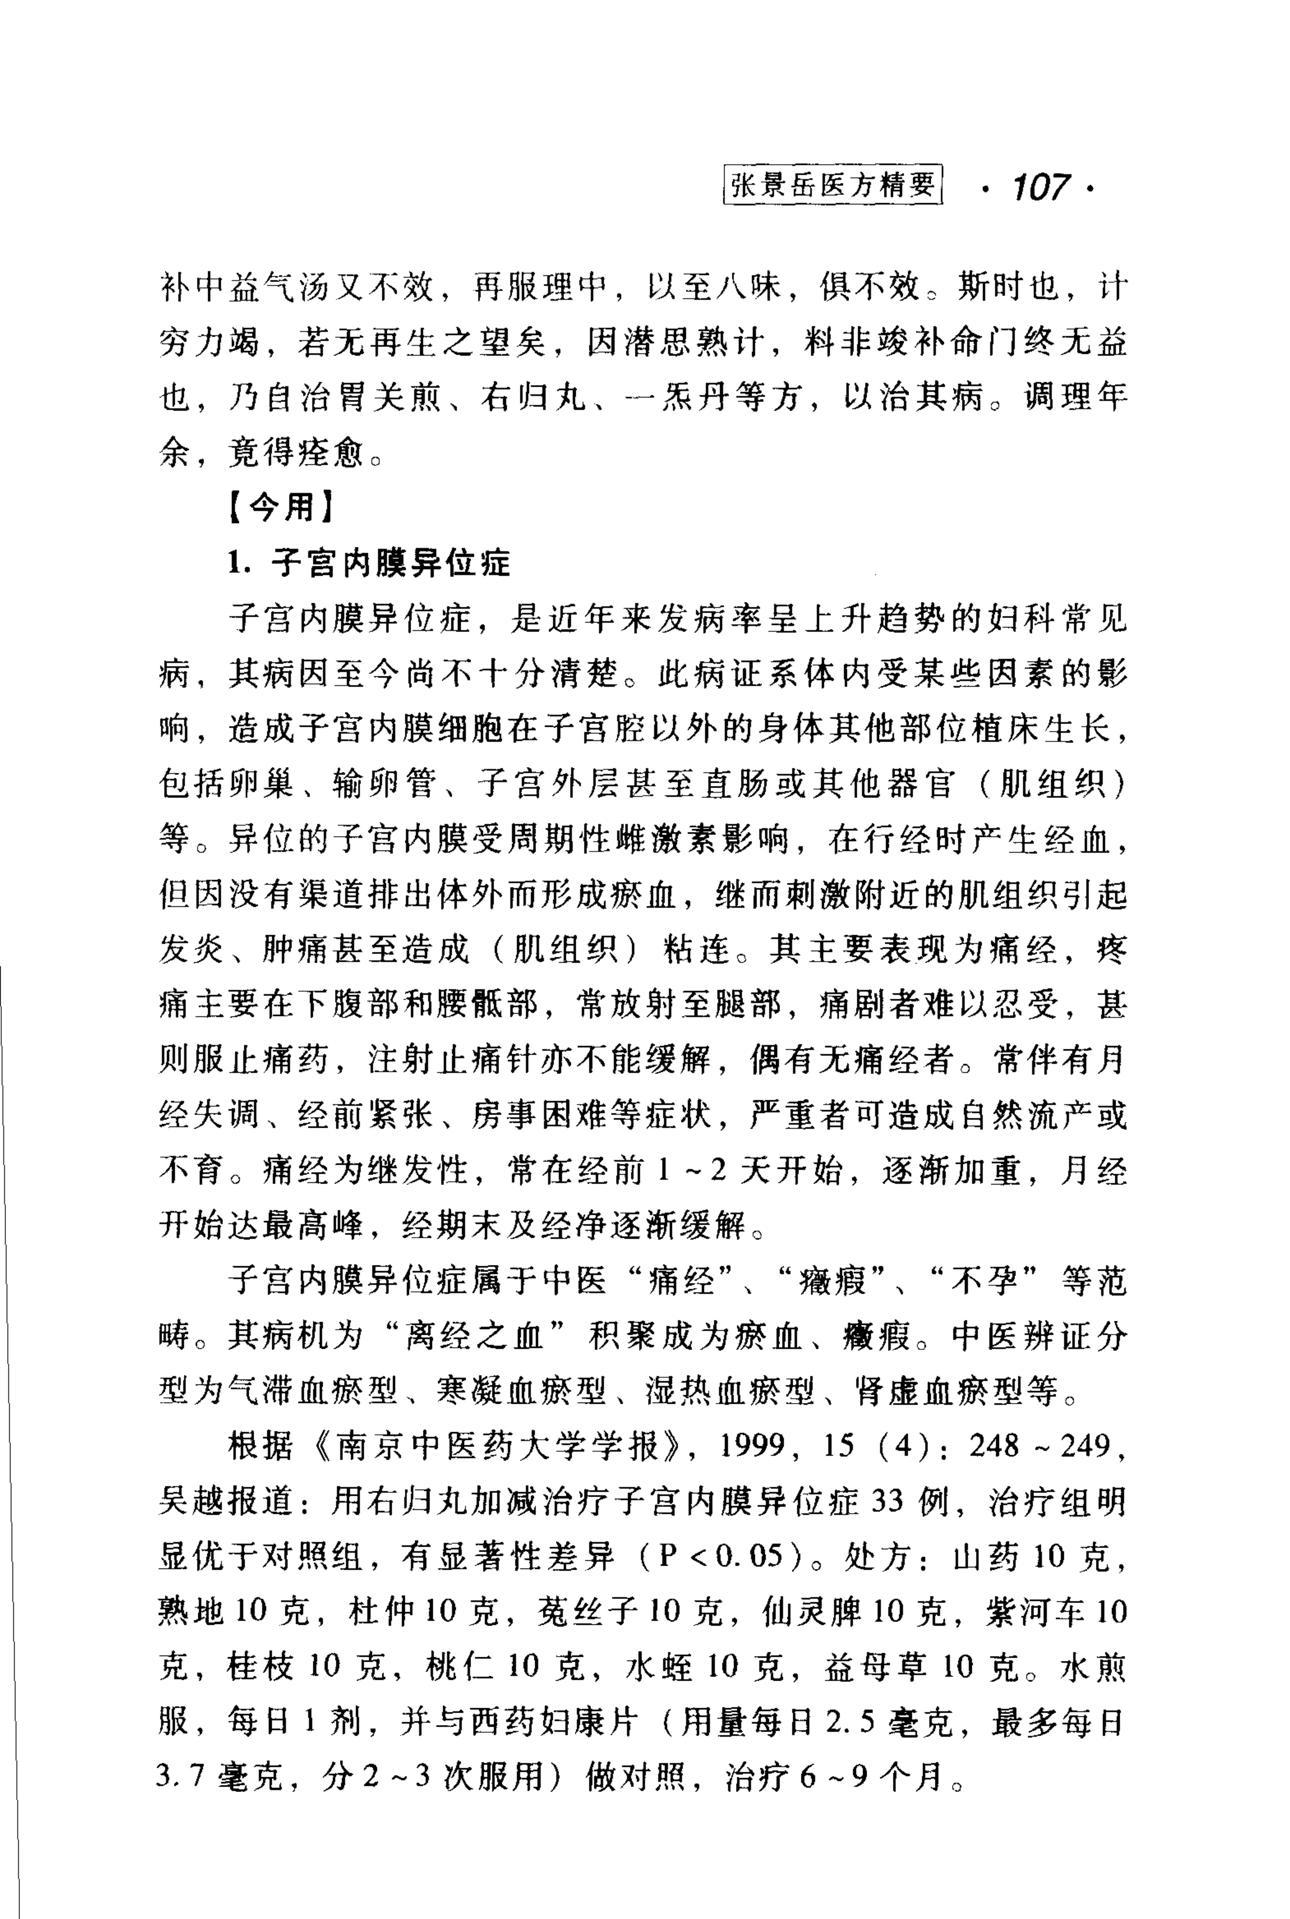 张景岳医方精要 · 107 ·
补中益气汤又不效，再服理中，以至八味，俱不效。斯时也，计
穷力竭，若无再生之望矣，因潜思熟计，料非竣补命门终无益
也，乃自治胃关煎、右归丸、一炁丹等方，以治其病。调理年
余，竟得痊愈。
【今用】
1. 子宫内膜异位症
子宫内膜异位症，是近年来发病率呈上升趋势的妇科常见
病，其病因至今尚不十分清楚。此病证系体内受某些因素的影
响，造成子宫内膜细胞在子宫腔以外的身体其他部位植床生长，
包括卵巢、输卵管、子宫外层甚至直肠或其他器官（肌组织）
等。异位的子宫内膜受周期性雌激素影响，在行经时产生经血，
但因没有渠道排出体外而形成瘀血，继而刺激附近的肌组织引起
发炎、肿痛甚至造成（肌组织）粘连。其主要表现为痛经，疼
痛主要在下腹部和腰骶部，常放射至腿部，痛剧者难以忍受，甚
则服止痛药，注射止痛针亦不能缓解，偶有无痛经者。常伴有月
经失调、经前紧张、房事困难等症状，严重者可造成自然流产或
不育。痛经为继发性，常在经前 1 ~ 2 天开始，逐渐加重，月经
开始达最高峰，经期末及经净逐渐缓解。
子宫内膜异位症属于中医“痛经”、“癥瘕”、“不孕”等范
畴。其病机为“离经之血”积聚成为瘀血、癥瘕。中医辨证分
型为气滞血瘀型、寒凝血瘀型、湿热血瘀型、肾虚血瘀型等。
根据《南京中医药大学学报》，1999，15（4）：248 ~ 249，
吴越报道：用右归丸加减治疗子宫内膜异位症 33 例，治疗组明
显优于对照组，有显著性差异（P < 0.05）。处方：山药 10 克，
熟地 10 克，杜仲 10 克，菟丝子 10 克，仙灵脾 10 克，紫河车 10
克，桂枝 10 克，桃仁 10 克，水蛭 10 克，益母草 10 克。水煎
服，每日 1 剂，并与西药妇康片（用量每日 2.5 毫克，最多每日
3.7 毫克，分 2 ~ 3 次服用）做对照，治疗 6 ~ 9 个月。